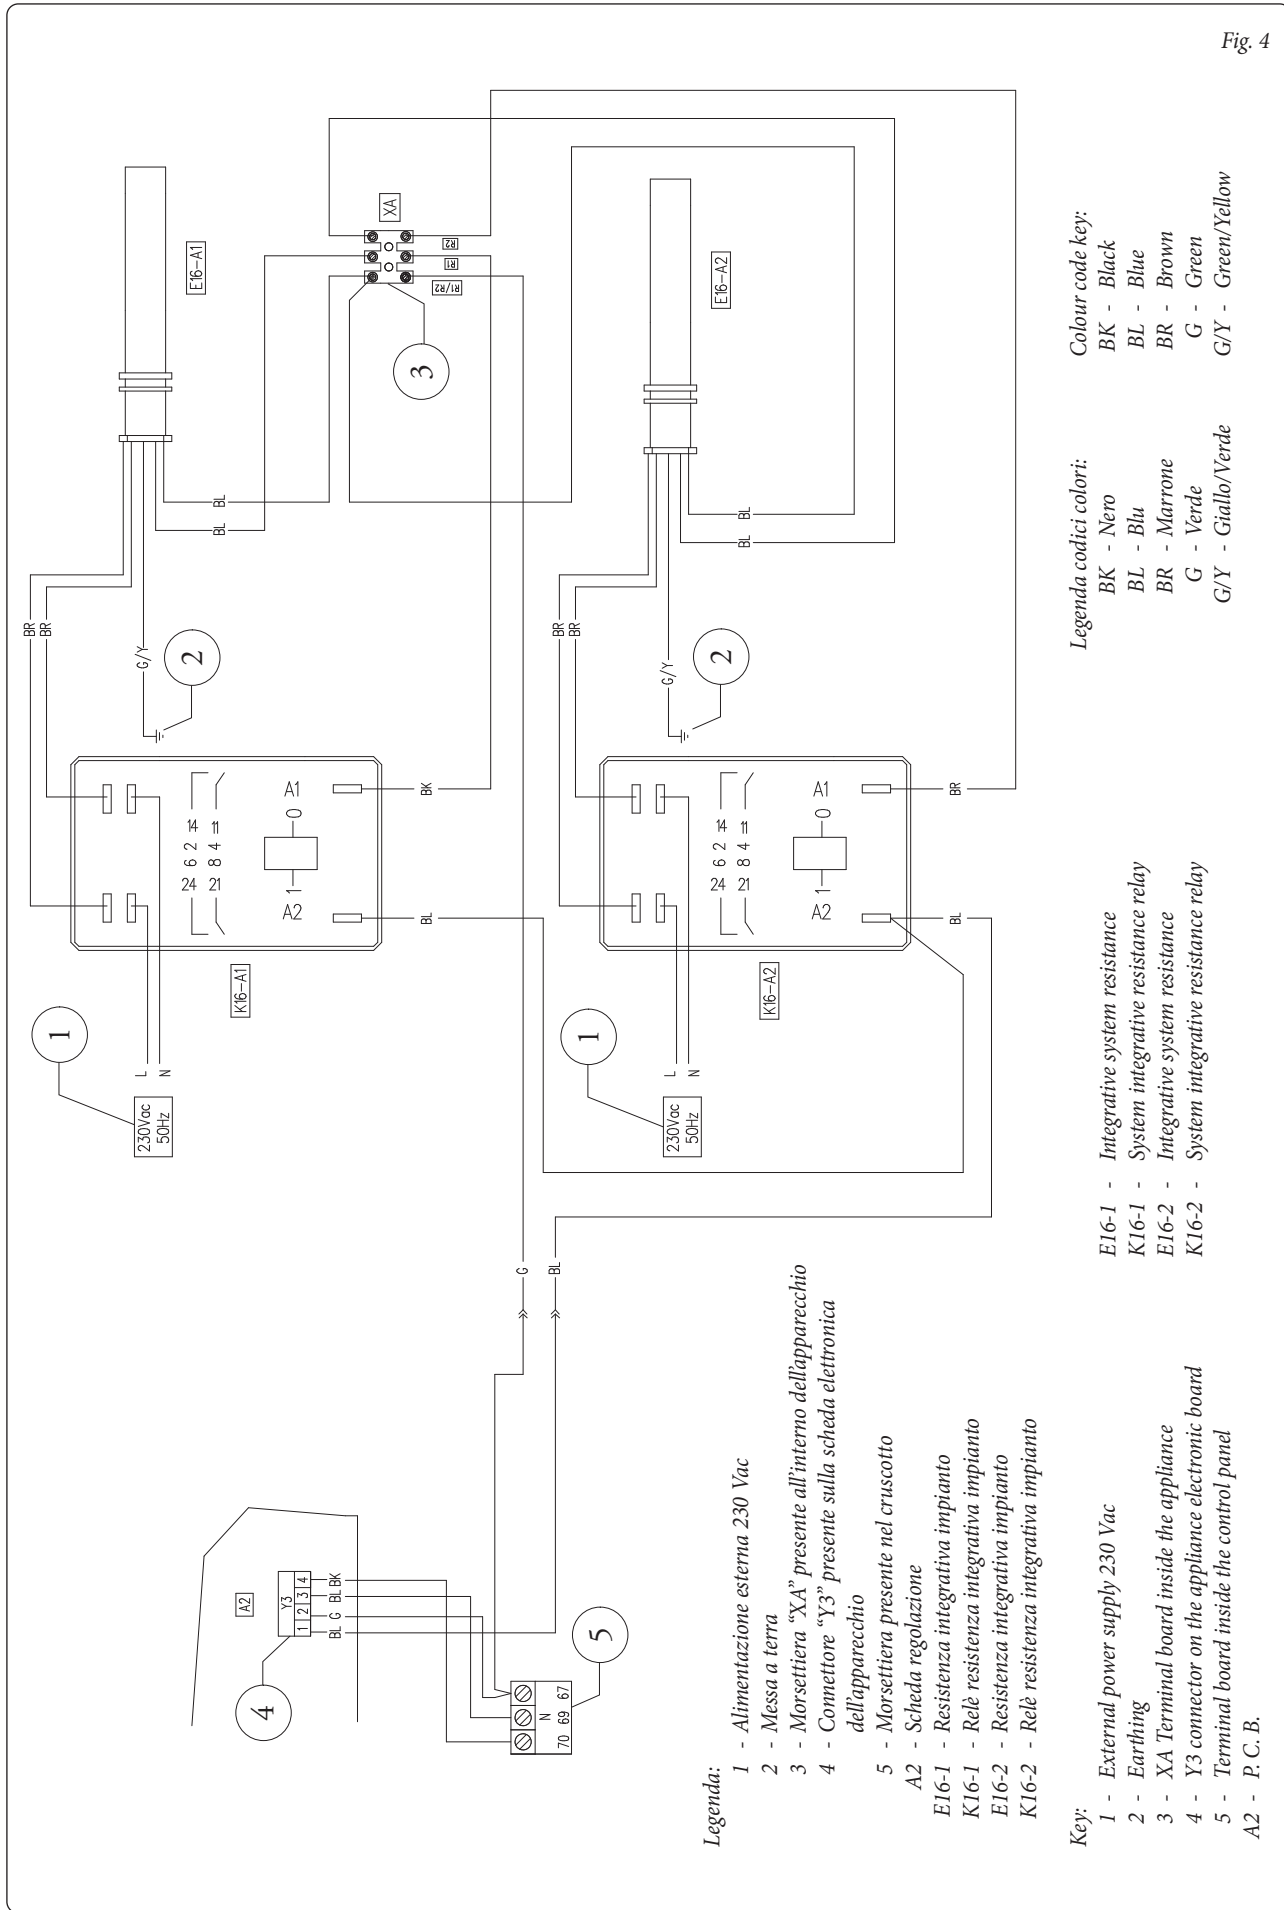 Fig. 4
E16-A1
XA
R1/R2
R1
R2
3
BL
BL
BR
BR
G/Y
2
14
2
6
24
11
4
8
21
A1
0
1
A2
BK
BL
K16-A1
1
L
N
230Vac
50Hz
E16-A2
BL
BL
BR
BR
G/Y
2
14
2
6
24
11
4
8
21
A1
0
1
A2
BR
BL
K16-A2
1
L
N
230Vac
50Hz
G
BL
A2
Y3
1 2 3 4
BL
G
BL
BK
4
5
N
70 69 67
Legenda:
1 - Alimentazione esterna 230 Vac
2 - Messa a terra
3 - Morsettiera “XA” presente all'interno dell'apparecchio
4 - Connettore “Y3” presente sulla scheda elettronica
dell'apparecchio
5 - Morsettiera presente nel cruscotto
A2 - Scheda regolazione
E16-1 - Resistenza integrativa impianto
K16-1 - Relè resistenza integrativa impianto
E16-2 - Resistenza integrativa impianto
K16-2 - Relè resistenza integrativa impianto
Key:
1 - External power supply 230 Vac
2 - Earthing
3 - XA Terminal board inside the appliance
4 - Y3 connector on the appliance electronic board
5 - Terminal board inside the control panel
A2 - P.C.B.
E16-1 - Integrative system resistance
K16-1 - System integrative resistance relay
E16-2 - Integrative system resistance
K16-2 - System integrative resistance relay
Legenda codici colori:
BK - Nero
BL - Blu
BR - Marrone
G - Verde
G/Y - Giallo/Verde
Colour code key:
BK - Black
BL - Blue
BR - Brown
G - Green
G/Y - Green/Yellow